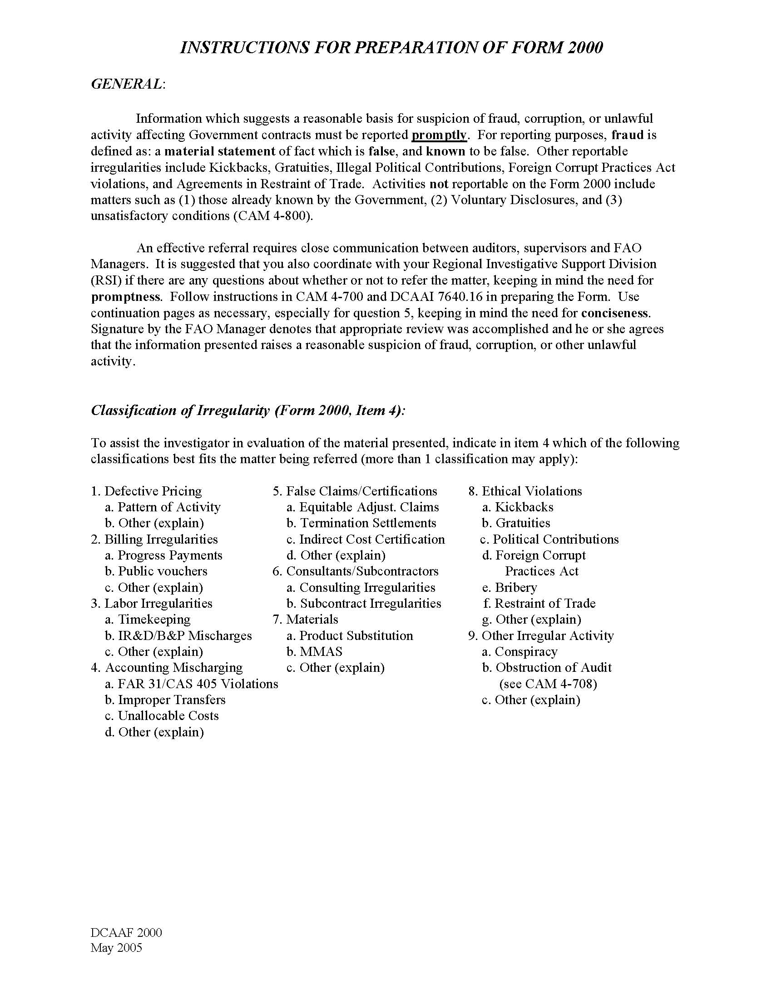 INSTRUCTIONS FOR PREPARATION OF FORM 2000
GENERAL:
Information which suggests a reasonable basis for suspicion of fraud, corruption, or unlawful
activity affecting Government contracts must be reported promptly. For reporting purposes, fraud is
defined as: a material statement of fact which is false, and known to be false. Other reportable
irregularities include Kickbacks, Gratuities, Illegal Political Contributions, Foreign Corrupt Practices Act
violations, and Agreements in Restraint of Trade. Activities not reportable on the Form 2000 include
matters such as (1) those already known by the Government, (2) Voluntary Disclosures, and (3)
unsatisfactory conditions (CAM 4-800).
An effective referral requires close communication between auditors, supervisors and FAO
Managers. It is suggested that you also coordinate with your Regional Investigative Support Division
(RSI) if there are any questions about whether or not to refer the matter, keeping in mind the need for
promptness. Follow instructions in CAM 4-700 and DCAAI 7640.16 in preparing the Form. Use
continuation pages as necessary, especially for question 5, keeping in mind the need for conciseness.
Signature by the FAO Manager denotes that appropriate review was accomplished and he or she agrees
that the information presented raises a reasonable suspicion of fraud, corruption, or other unlawful
activity.
Classification of Irregularity (Form 2000, Item 4):
To assist the investigator in evaluation of the material presented, indicate in item 4 which of the following
classifications best fits the matter being referred (more than 1 classification may apply):
1. Defective Pricing
a. Pattern of Activity
b. Other (explain)
2. Billing Irregularities
a. Progress Payments
b. Public vouchers
c. Other (explain)
3. Labor Irregularities
a. Timekeeping
b. IR&D/B&P Mischarges
c. Other (explain)
4. Accounting Mischarging
a. FAR 31/CAS 405 Violations
b. Improper Transfers
c. Unallocable Costs
d. Other (explain)
5. False Claims/Certifications
a. Equitable Adjust. Claims
b. Termination Settlements
c. Indirect Cost Certification
d. Other (explain)
6. Consultants/Subcontractors
a. Consulting Irregularities
b. Subcontract Irregularities
7. Materials
a. Product Substitution
b. MMAS
c. Other (explain)
8. Ethical Violations
a. Kickbacks
b. Gratuities
c. Political Contributions
d. Foreign Corrupt
Practices Act
e. Bribery
f. Restraint of Trade
g. Other (explain)
9. Other Irregular Activity
a. Conspiracy
b. Obstruction of Audit
(see CAM 4-708)
c. Other (explain)
DCAAF 2000
May 2005